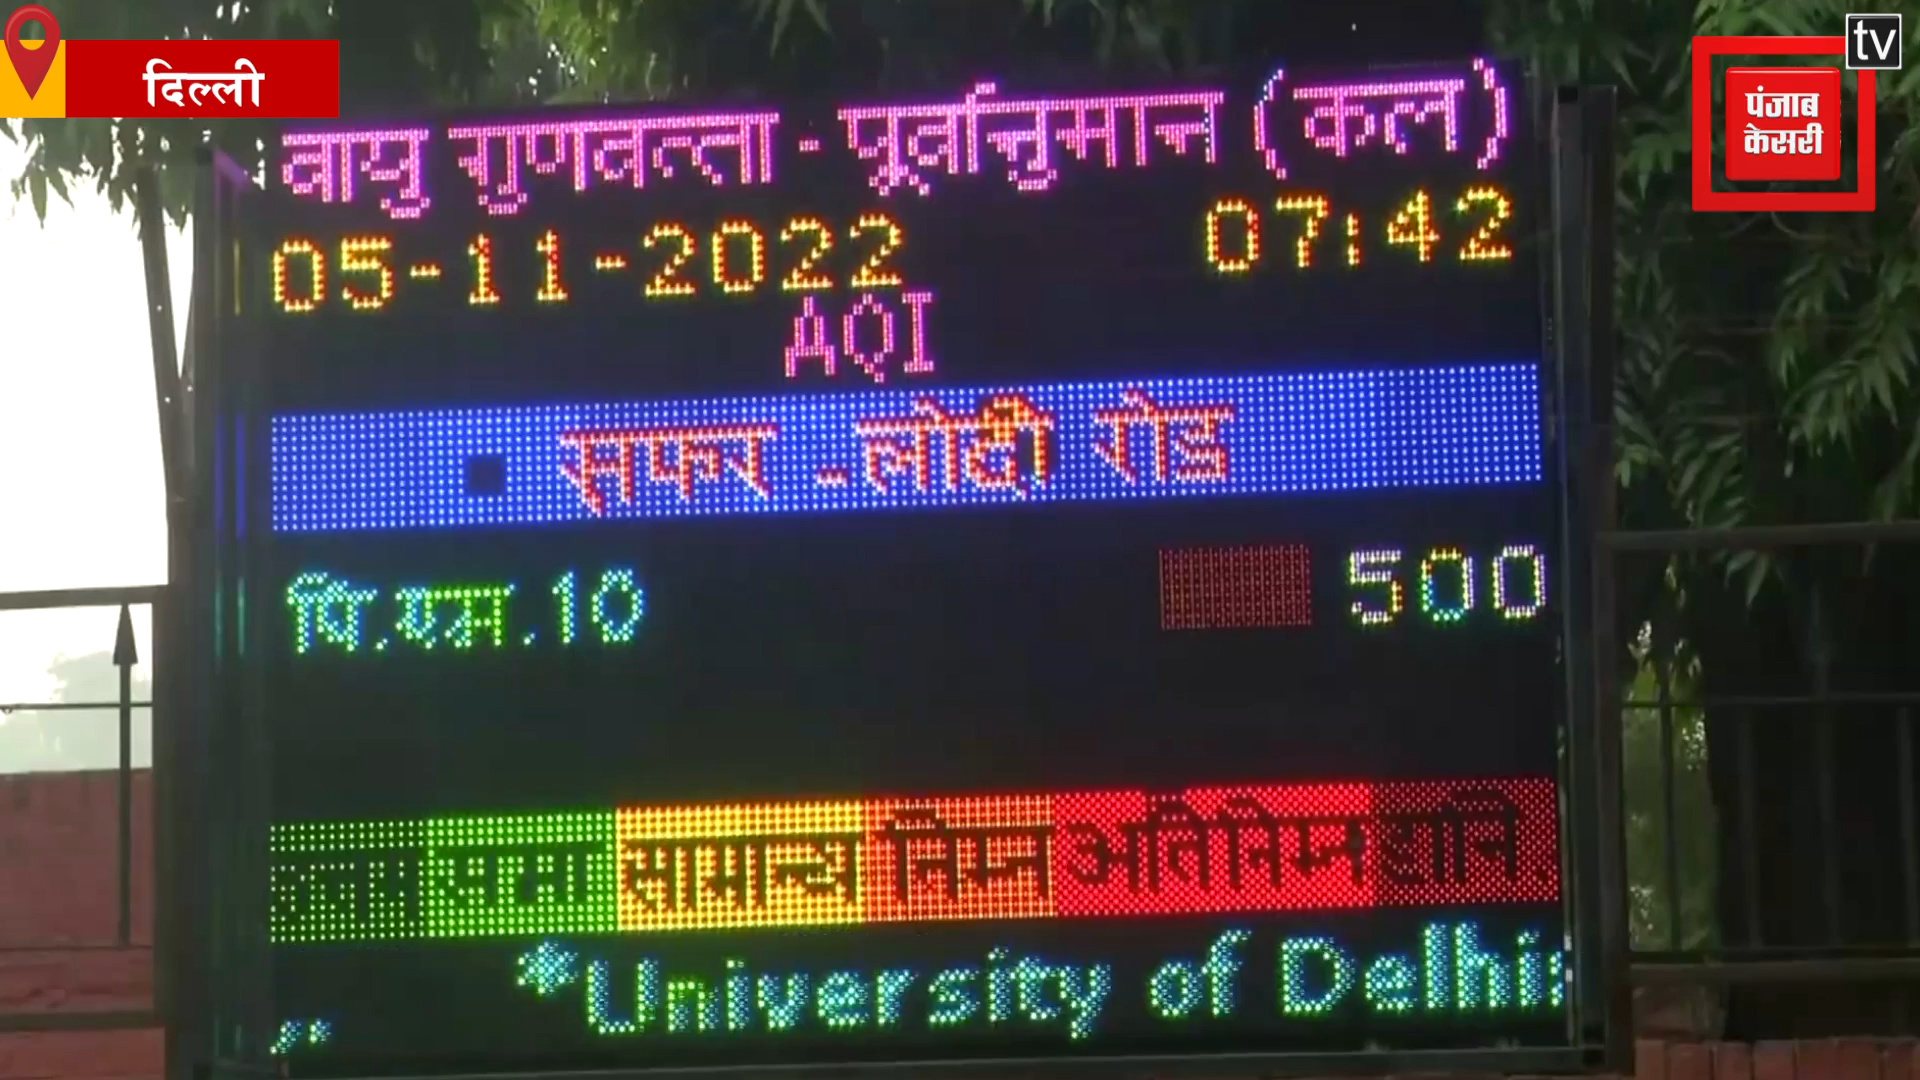 दिल्ली
tv
पंजाब
केसरी
वायु गुणवत्ता - पूर्वानुमान (कल)
05-11-2022 07:42
AQI
सफर -लोदी रोड
पि.एम.10 500
सामान्य निम्न अतिनिम्न हानि
*University of Delhi: